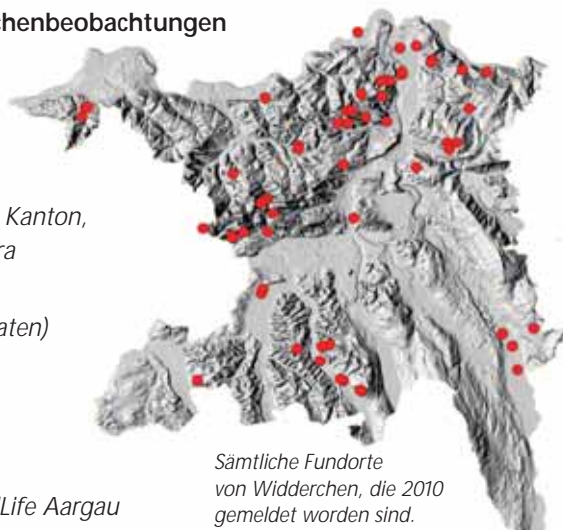 chenbeobachtungen
Kanton,
ra
aten)
Life Aargau
Sämtliche Fundorte
von Widderchen, die 2010
gemeldet worden sind.